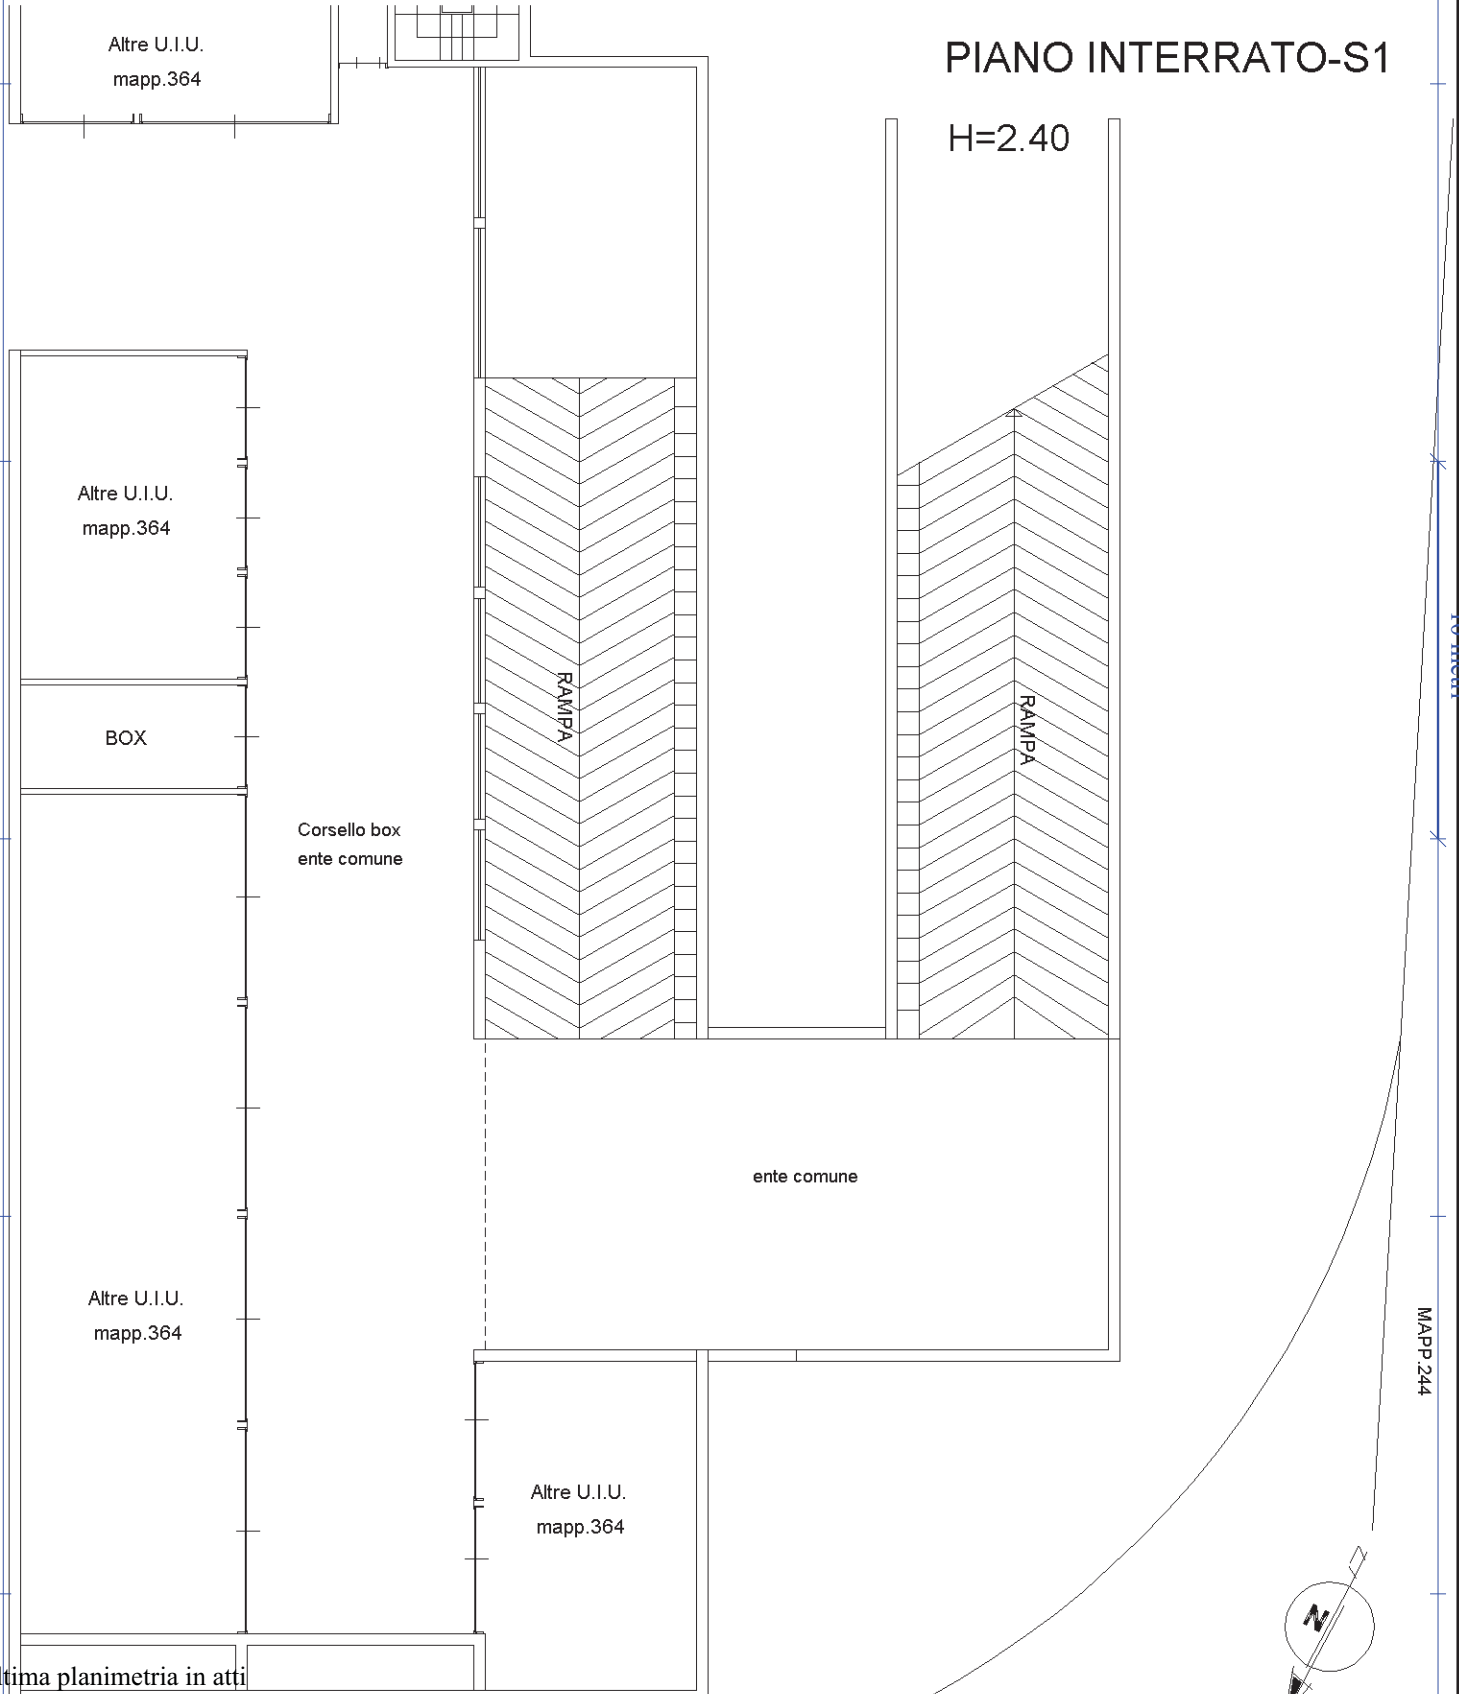 Altre U.I.U.
mapp.364
PIANO INTERRATO-S1
H=2.40
Altre U.I.U.
mapp.364
RAMPA
RAMPA
BOX
Corsello box
ente comune
ente comune
Altre U.I.U.
mapp.364
MAPP.244
Altre U.I.U.
mapp.364
N
planimetria in atti